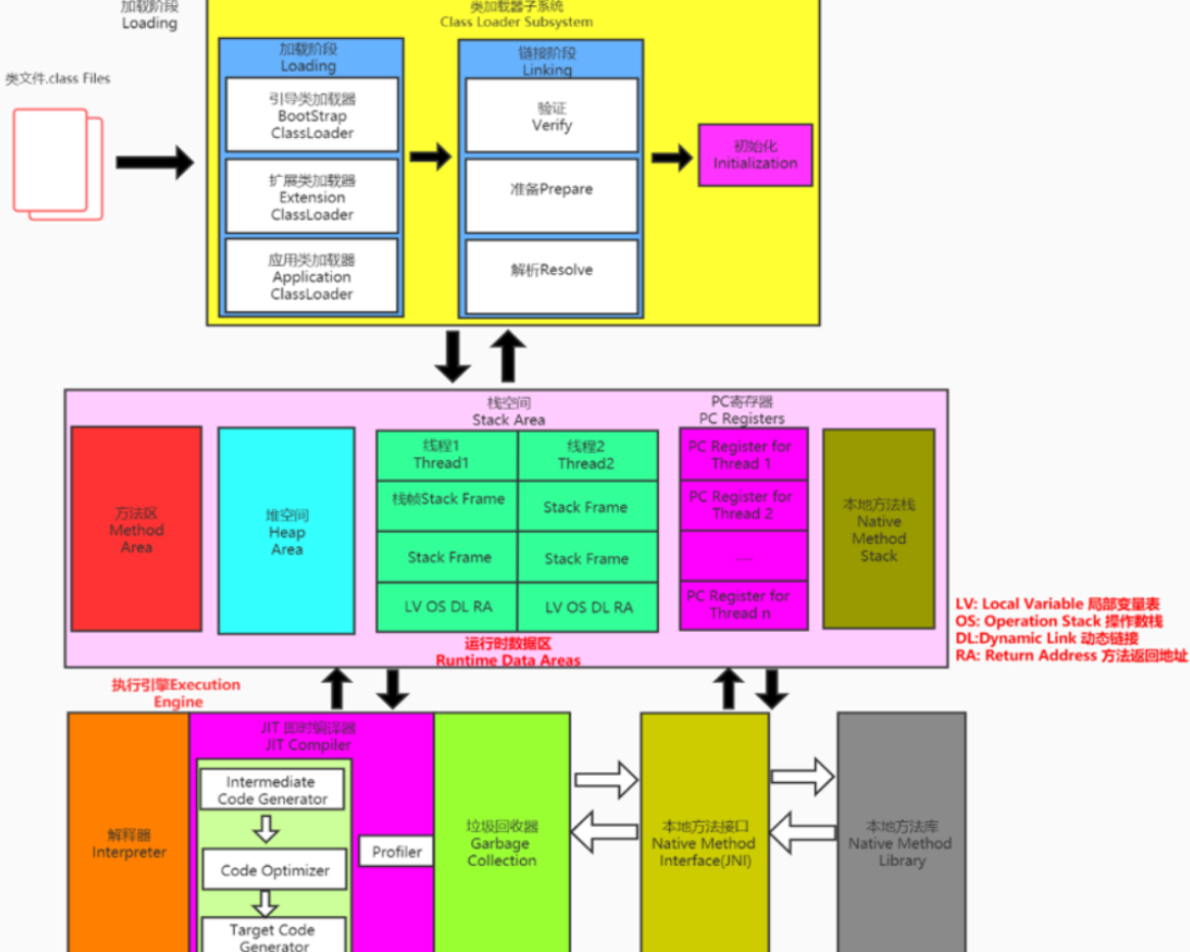 加载阶段
Loading
类加载器子系统
Class Loader Subsystem
类文件.class Files
加载阶段
Loading
引导类加载器
BootStrap
ClassLoader
扩展类加载器
Extension
ClassLoader
应用类加载器
Application
ClassLoader
链接阶段
Linking
验证
Verify
准备Prepare
解析Resolve
初始化
Initialization
方法区
Method
Area
堆空间
Heap
Area
栈空间
Stack Area
线程1
Thread1
线程2
Thread2
栈帧Stack Frame
Stack Frame
Stack Frame
Stack Frame
LV OS DL RA
LV OS DL RA
PC寄存器
PC Registers
PC Register for
Thread 1
PC Register for
Thread 2
....
PC Register for
Thread n
本地方法栈
Native
Method
Stack
运行时数据区
Runtime Data Areas
LV: Local Variable 局部变量表
OS: Operation Stack 操作数栈
DL:Dynamic Link 动态链接
RA: Return Address 方法返回地址
执行引擎Execution
Engine
解释器
Interpreter
JIT 即时编译器
JIT Compiler
Intermediate
Code Generator
Code Optimizer
Target Code
Generator
Profiler
垃圾回收器
Garbage
Collection
本地方法接口
Native Method
Interface(JNI)
本地方法库
Native Method
Library